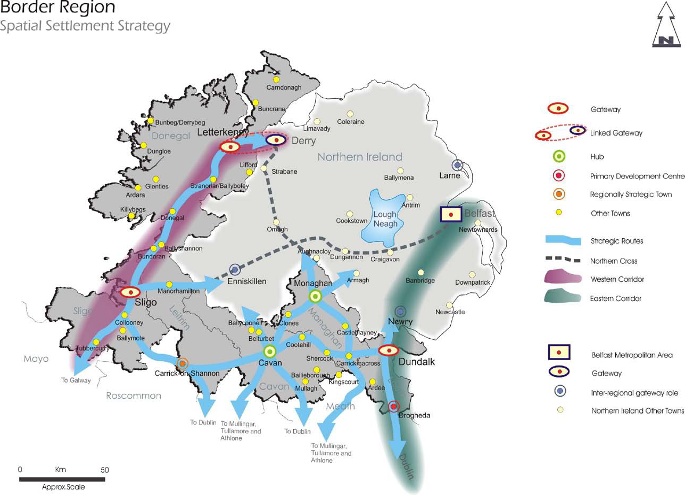 Border Region
Spatial Settlement Strategy
N
Carndonagh
Buncrana
Bunbeg/Derrybeg
Donegal
Letterkenny
Derry
Limavady
Coleraine
Dungloe
Northern Ireland
Lifford
Strabane
Larne
Glenties
Stranorlar/Ballybofey
Ballymena
Ardara
Antrim
Killybegs
Donegal
Omagh
Cookstown
Lough
Neagh
Belfast
Newtownards
Ballyshannon
Bundoran
Aughnacloy
Dungannon
Craigavon
Enniskillen
Monaghan
Armagh
Banbridge
Downpatrick
Manorhamilton
Sligo
Sligo
Leitrim
Newcastle
Collooney
Ballyconnell
Clones
Monaghan
Newry
Tubbercurry
Ballymote
Belturbet
Cootehill
Castleblayney
Maya
Carrick on Shannon
Cavan
Shercock
Carrickmacross
Dundalk
To Galway
Bailieborough
Kingscourt
Ardee
Roscommon
Cavan
Mullagh
Meath
Drogheda
To Dublin
To Mullingar,
Tullamore and
Athlone
To Dublin
To Mullingar,
Tullamore and
Athlone
Dublin
0 Km 50
Approx Scale
Gateway
Linked Gateway
Hub
Primary Development Centre
Regionally Strategic Town
Other Towns
Strategic Routes
Northern Cross
Western Corridor
Eastern Corridor
Belfast Metropolitan Area
Gateway
Inter-regional gateway role
Northern Ireland Other Towns